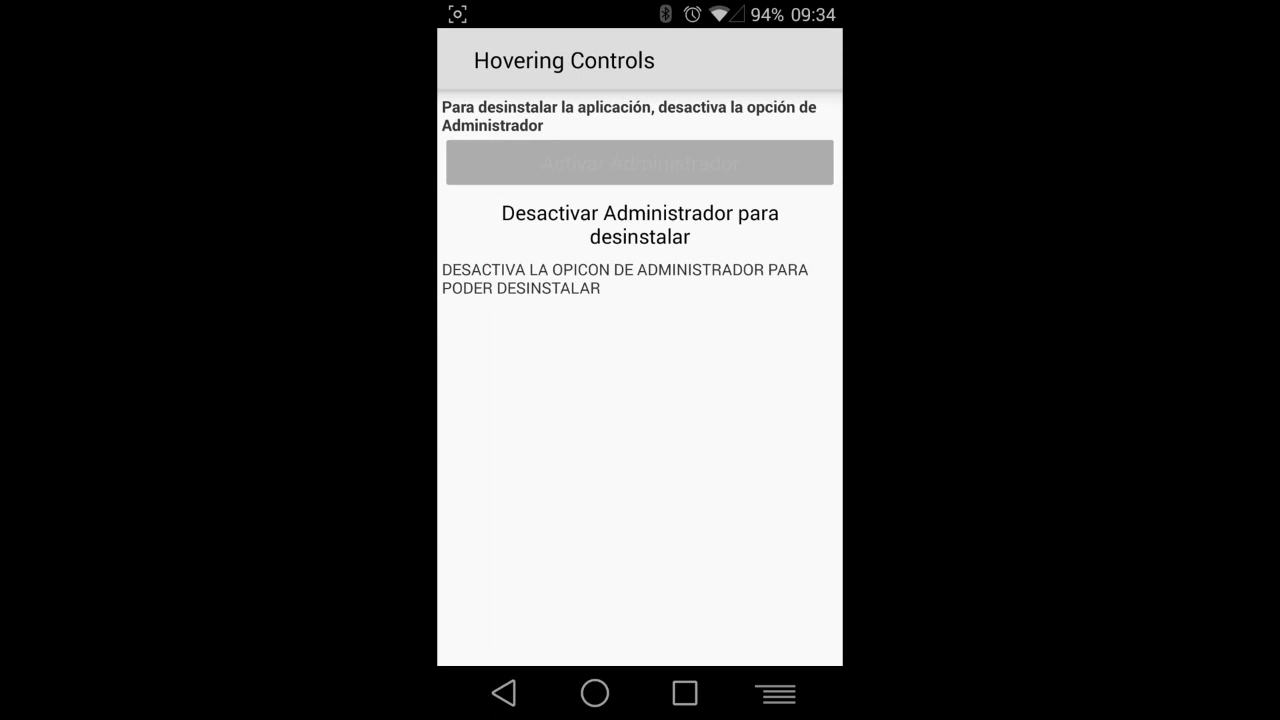 94% 09:34
Hovering Controls
Para desinstalar la aplicación, desactiva la opción de
Administrador
Activar Administrador
Desactivar Administrador para
desinstalar
DESACTIVA LA OPICON DE ADMINISTRADOR PARA
PODER DESINSTALAR